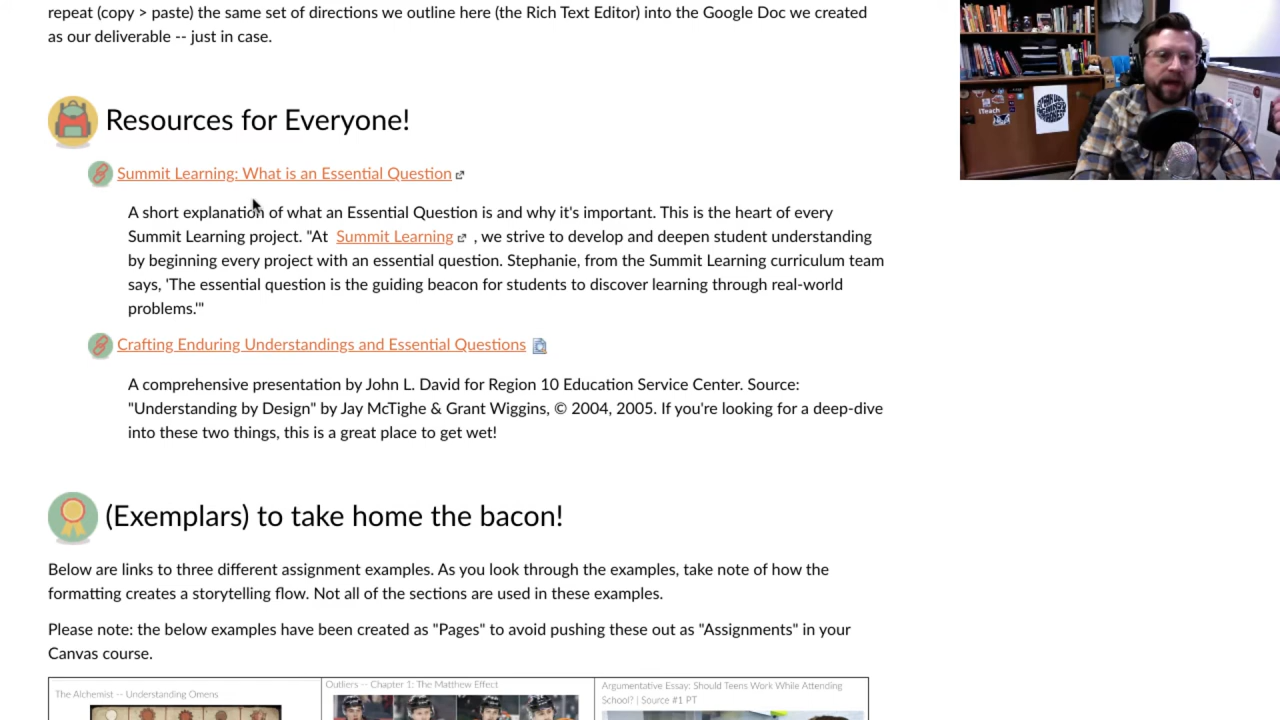 repeat (copy > paste) the same set of directions we outline here (the Rich Text Editor) into the Google Doc we created
as our deliverable -- just in case.
Resources for Everyone!
Summit Learning: What is an Essential Question
A short explanation of what an Essential Question is and why it's important. This is the heart of every
Summit Learning project. "At Summit Learning , we strive to develop and deepen student understanding
by beginning every project with an essential question. Stephanie, from the Summit Learning curriculum team
says, 'The essential question is the guiding beacon for students to discover learning through real-world
problems.'"
Crafting Enduring Understandings and Essential Questions
A comprehensive presentation by John L. David for Region 10 Education Service Center. Source:
"Understanding by Design" by Jay McTighe & Grant Wiggins, © 2004, 2005. If you're looking for a deep-dive
into these two things, this is a great place to get wet!
(Exemplars) to take home the bacon!
Below are links to three different assignment examples. As you look through the examples, take note of how the
formatting creates a storytelling flow. Not all of the sections are used in these examples.
Please note: the below examples have been created as "Pages" to avoid pushing these out as "Assignments" in your
Canvas course.
The Alchemist -- Understanding Omens
Outliers -- Chapter 1: The Matthew Effect
Argumentative Essay: Should Teens Work While Attending
School? | Source #1 PT
iTeach